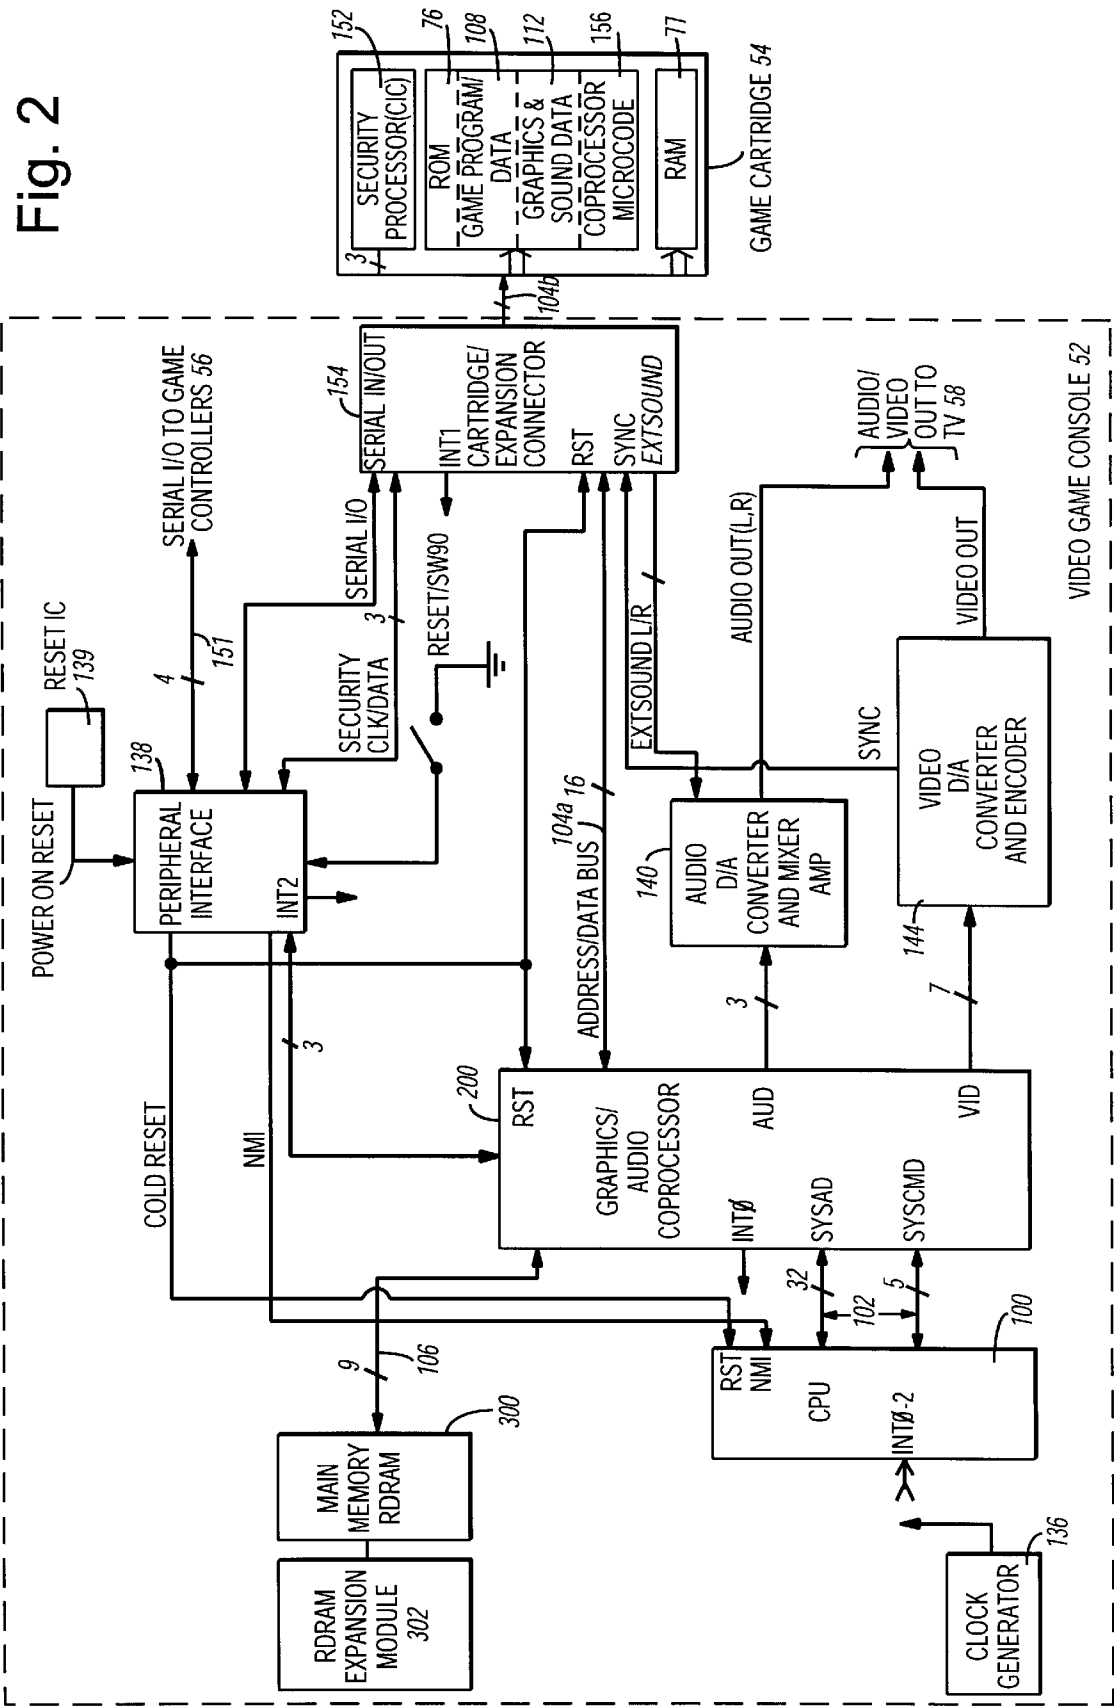 Fig. 2
POWER ON RESET
RESET IC
139
138
PERIPHERAL
INTERFACE
INT2
4
151
SERIAL I/O TO GAME
CONTROLLERS 56
COLD RESET
NMI
3
SERIAL I/O
SECURITY
CLK/DATA
3
RESET/SW90
154
SERIAL IN/OUT
INT1
CARTRIDGE/
EXPANSION
CONNECTOR
RST
SYNC
EXTSOUND
104b
152
76
108
112
156
77
3
SECURITY
PROCESSOR(CIC)
ROM
GAME PROGRAM/
DATA
GRAPHICS &
SOUND DATA
COPROCESSOR
MICROCODE
RAM
GAME CARTRIDGE 54
RDRAM
EXPANSION
MODULE
302
MAIN
MEMORY
RDRAM
300
9
106
200
RST
GRAPHICS/
AUDIO
COPROCESSOR
INTØ
SYSAD
SYSCMD
AUD
VID
ADDRESS/DATA BUS
104a
16
EXTSOUND L/R
140
AUDIO
D/A
CONVERTER
AND MIXER
AMP
3
AUDIO OUT(L,R)
SYNC
144
VIDEO
D/A
CONVERTER
AND ENCODER
7
VIDEO OUT
AUDIO/
VIDEO
OUT TO
TV 58
RST
NMI
CPU
INTØ-2
100
32
102
5
CLOCK
GENERATOR
136
VIDEO GAME CONSOLE 52